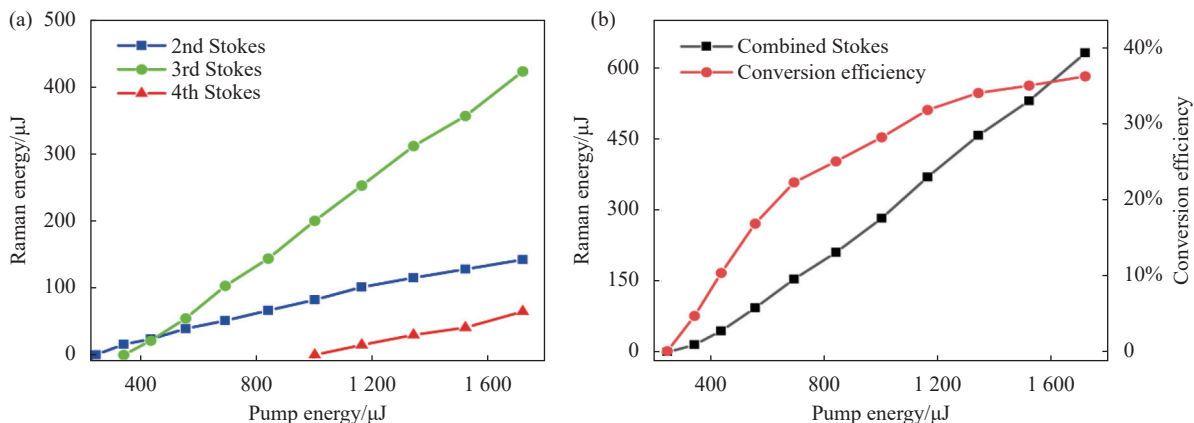 (a)
500
400
300
200
100
0
Raman energy/μJ
2nd Stokes
3rd Stokes
4th Stokes
400
800
1 200
1 600
Pump energy/μJ
(b)
600
450
300
150
0
Raman energy/μJ
Combined Stokes
Conversion efficiency
40%
30%
20%
10%
0
Conversion efficiency
400
800
1 200
1 600
Pump energy/μJ